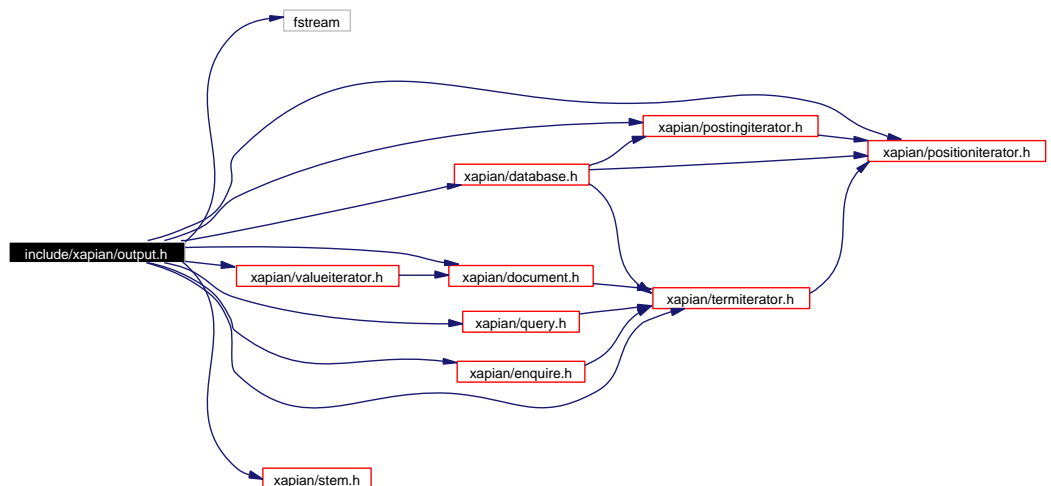 fstream
xapian/postingiterator.h
xapian/positioniterator.h
xapian/database.h
include/xapian/output.h
xapian/valueiterator.h
xapian/document.h
xapian/termiterator.h
xapian/query.h
xapian/enquire.h
xapian/stem.h